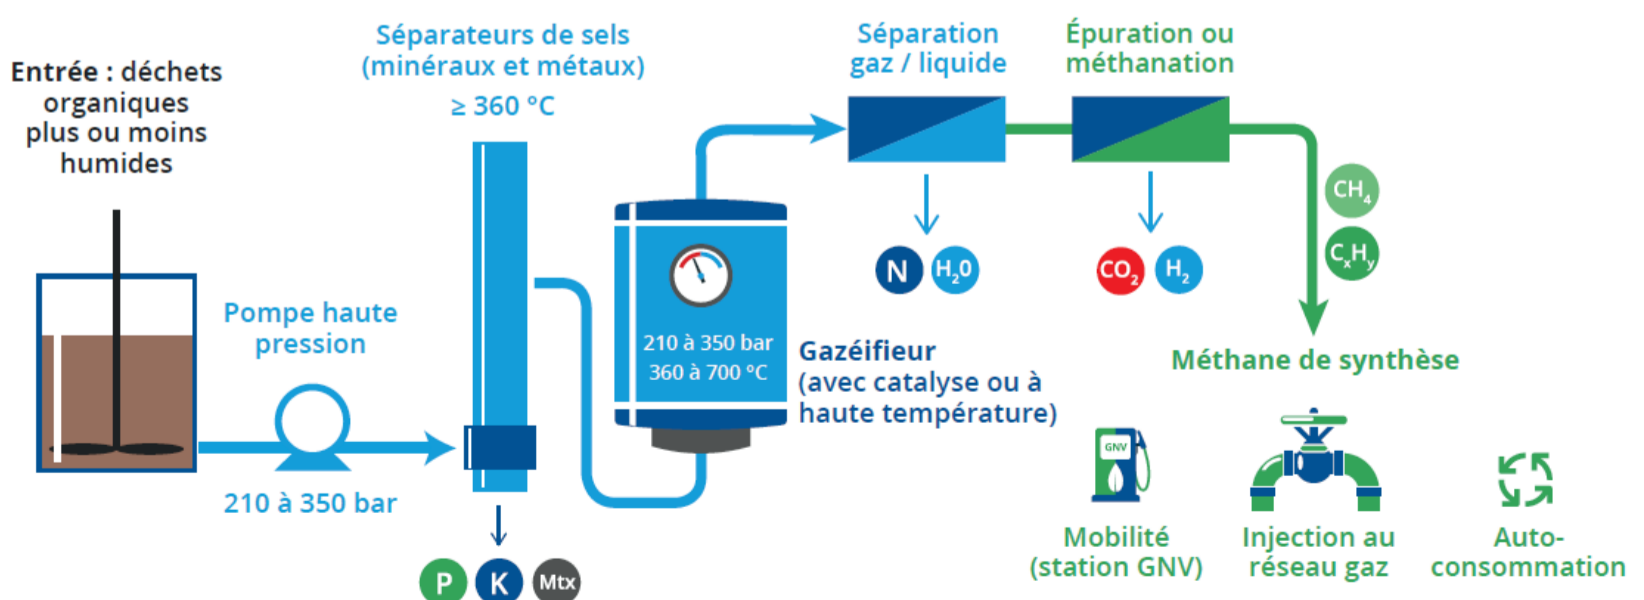 Entrée : déchets
organiques
plus ou moins
humides
Pompe haute
pression
210 à 350 bar
Séparateurs de sels
(minéraux et métaux)
≥ 360 °C
P K Mtx
210 à 350 bar
360 à 700 °C
Gazéifieur
(avec catalyse ou à
haute température)
Séparation
gaz / liquide
N H₂0
Épuration ou
méthanation
CO₂ H₂
CH₄
CₓHᵧ
Méthane de synthèse
GNV
Mobilité
(station GNV)
Injection au
réseau gaz
Auto-
consommation